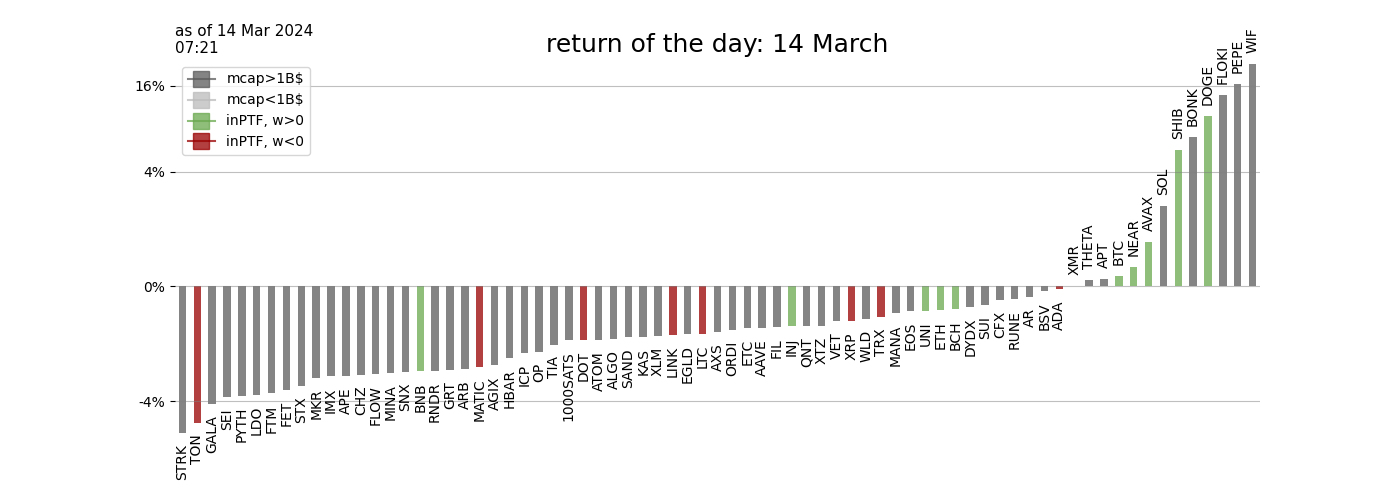 as of 14 Mar 2024
07:21
return of the day: 14 March
mcap>1B$
mcap<1B$
inPTF, w>0
inPTF, w<0
16%
4%
0%
-4%
STRK
TON
GALA
SEI
PYTH
LDO
FTM
FET
STX
MKR
IMX
APE
CHZ
FLOW
MINA
SNX
BNB
RNDR
GRT
ARB
MATIC
AGIX
HBAR
ICP
OP
TIA
1000SATS
DOT
ATOM
ALGO
SAND
KAS
XLM
LINK
EGLD
LTC
AXS
ORDI
ETC
AAVE
FIL
INJ
QNT
XTZ
VET
XRP
WLD
TRX
MANA
EOS
UNI
ETH
BCH
DYDX
SUI
CFX
RUNE
AR
BSV
ADA
XMR
THETA
APT
BTC
NEAR
AVAX
SOL
SHIB
BONK
DOGE
FLOKI
PEPE
WIF